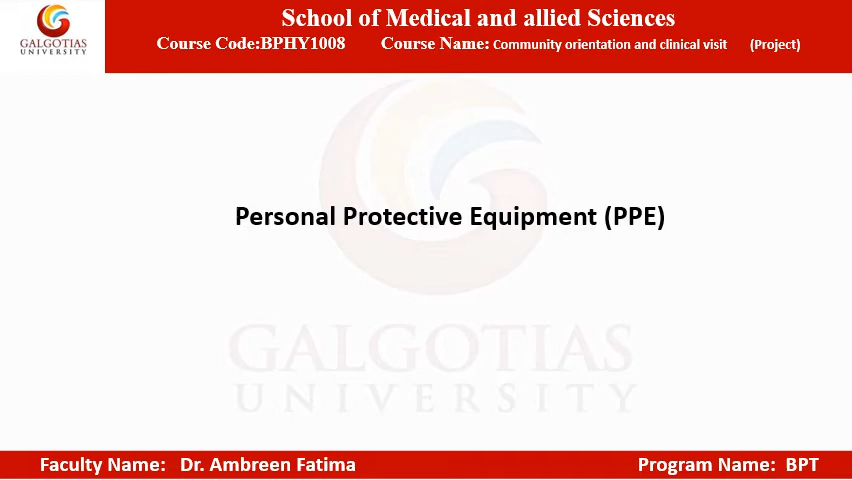 School of Medical and allied Sciences
GALGOTIAS
UNIVERSITY
Course Code:BPHY1008 Course Name: Community orientation and clinical visit (Project)
Personal Protective Equipment (PPE)
GALGOTIAS
UNIVERSITY
Faculty Name: Dr. Ambreen Fatima Program Name: BPT